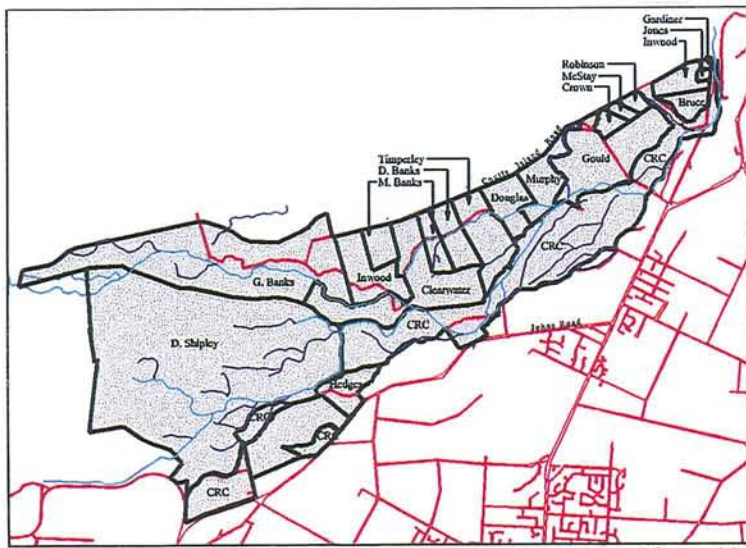 Gardiner
Jones
Inwood
Robinson
McStay
Crown
Bruce
Timperley
D. Banks
M. Banks
Coutts Island Road
Gould
CRC
Murphy
Douglas
CRC
Inwood
G. Banks
Clearwater
CRC
Johns Road
D. Shipley
Hedges
CRC
CRC
CRC